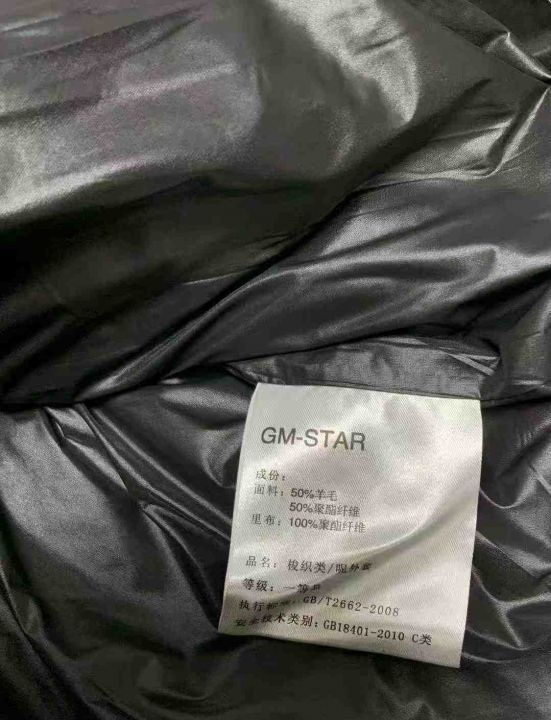 GM-STAR
成份：
面料：50%羊毛
50%聚酯纤维
里布：100%聚酯纤维
品名：梭织类/呢外套
等级：一等品
执行标准：GB/T2662-2008
安全技术类别：GB18401-2010 C类